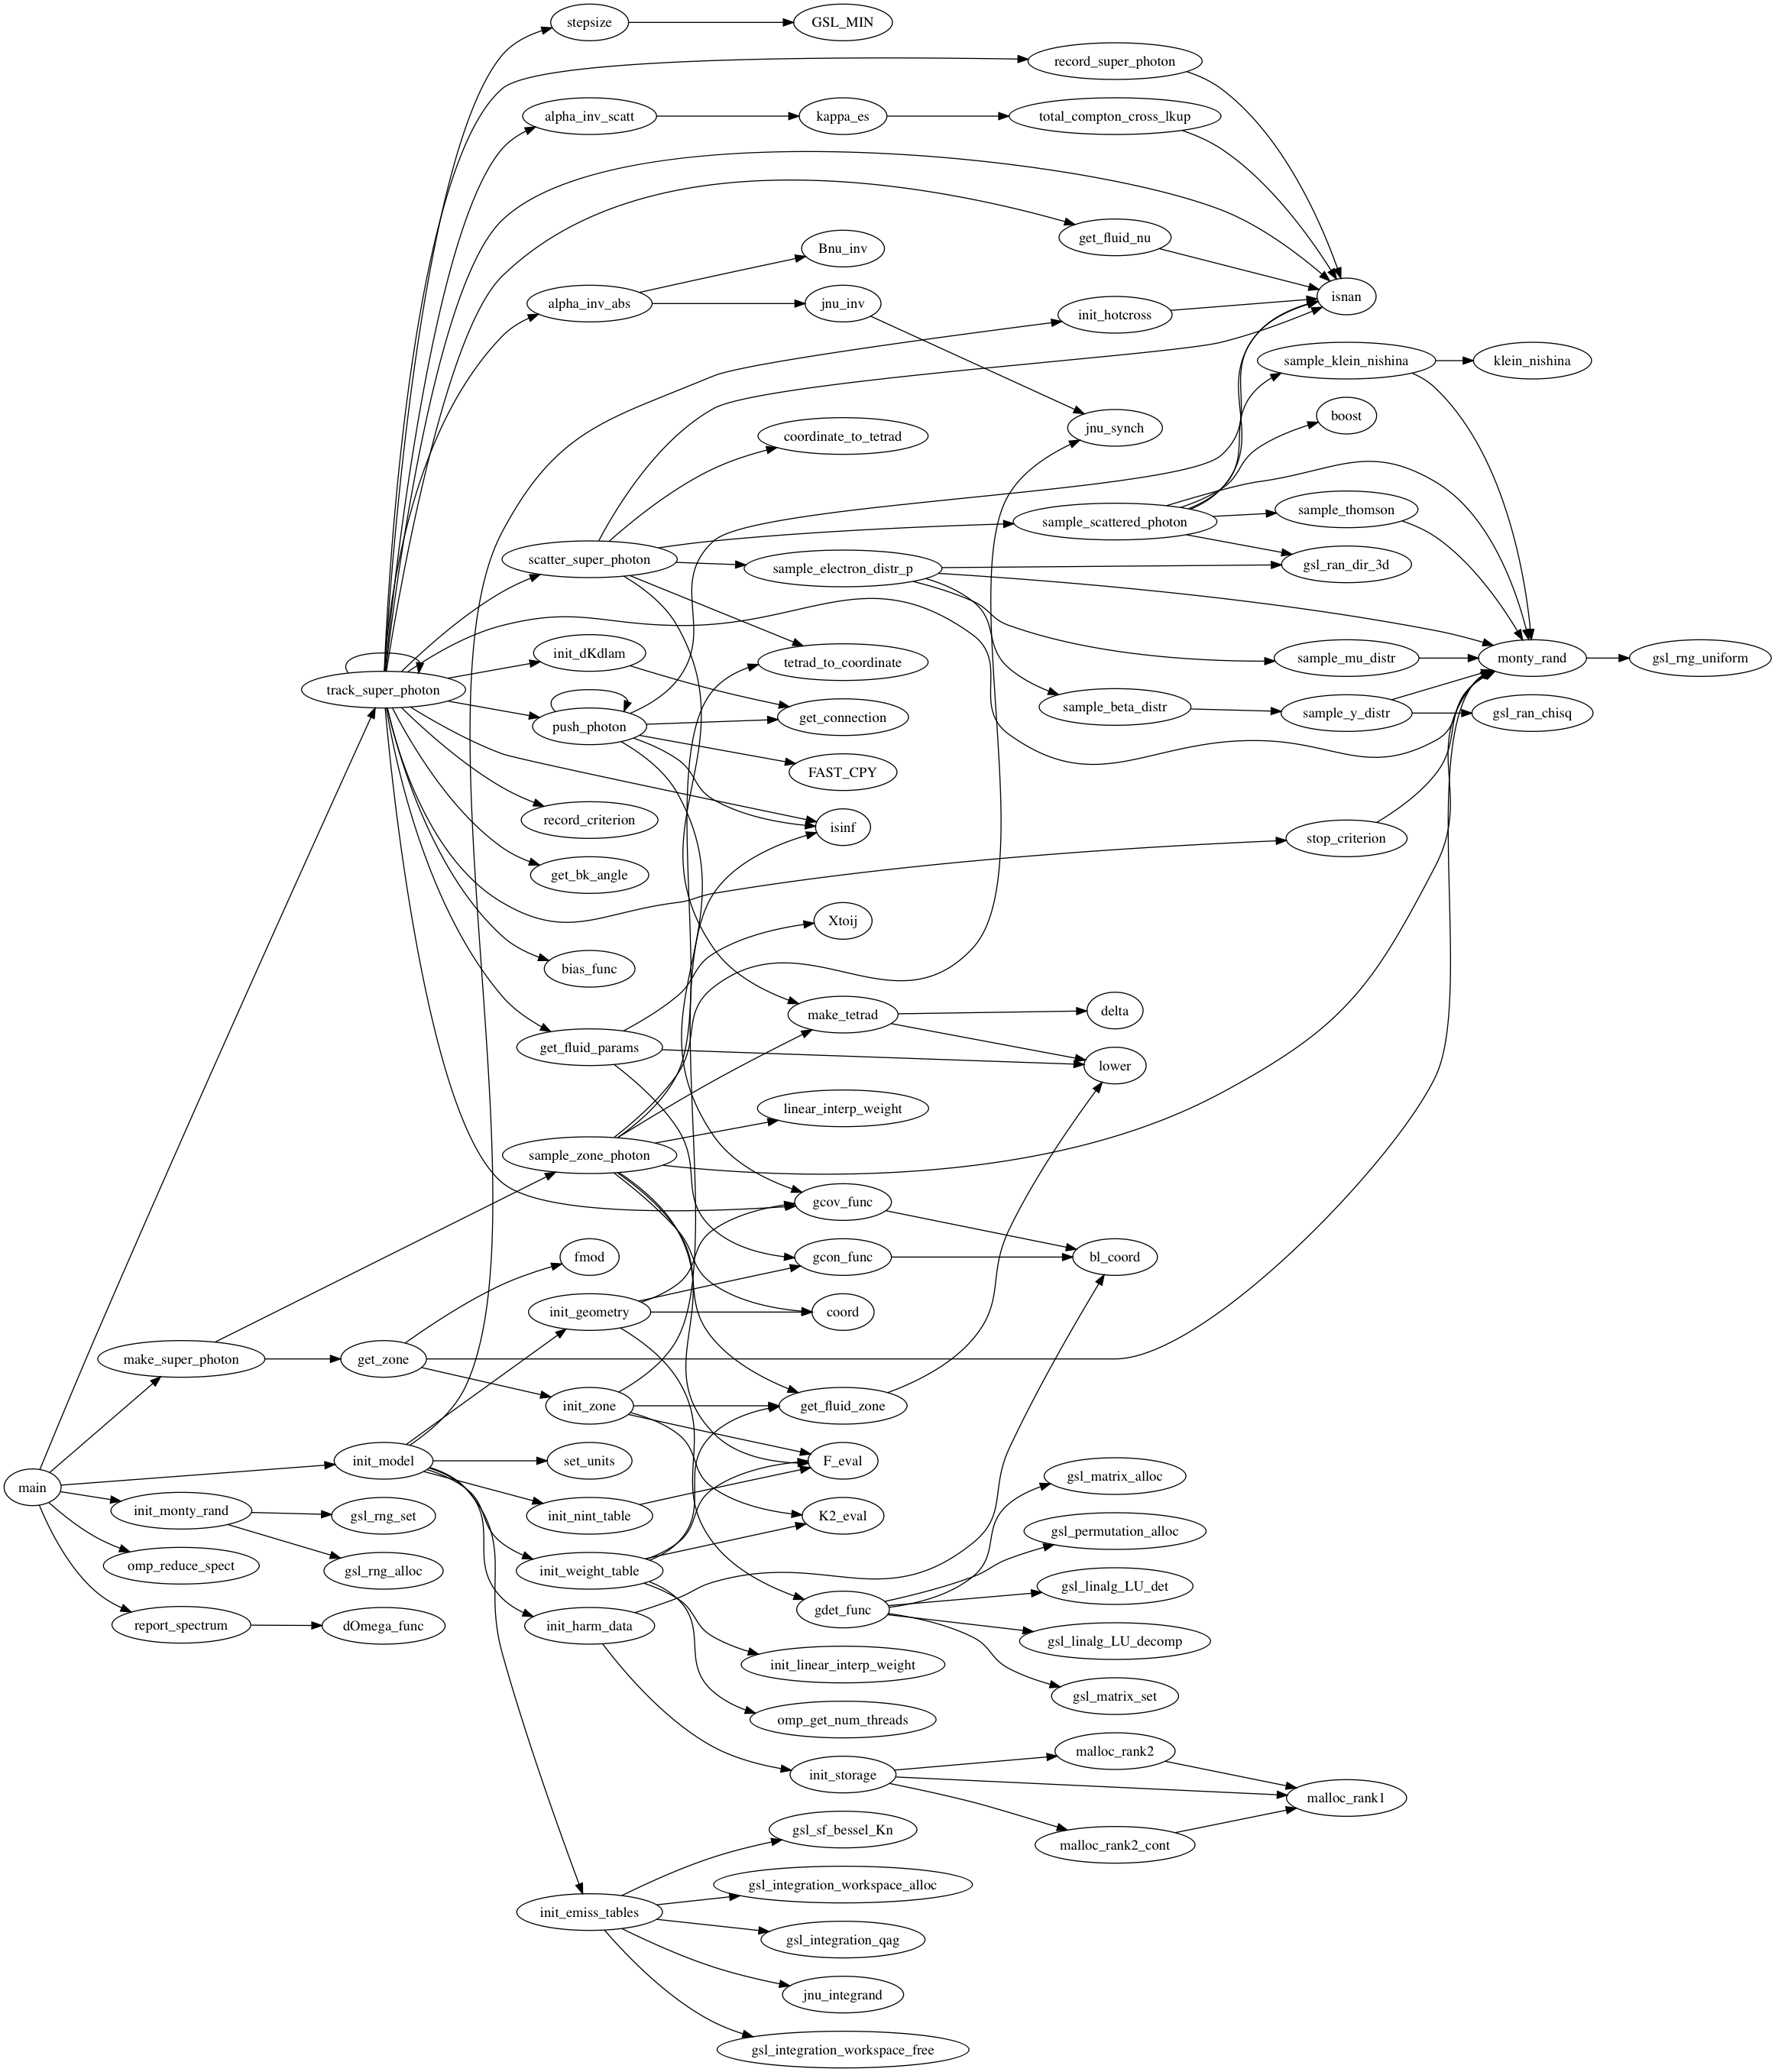 stepsize
GSL_MIN
record_super_photon
alpha_inv_scatt
kappa_es
total_compton_cross_lkup
get_fluid_nu
Bnu_inv
isnan
alpha_inv_abs
jnu_inv
init_hotcross
sample_klein_nishina
klein_nishina
boost
jnu_synch
coordinate_to_tetrad
sample_scattered_photon
sample_thomson
scatter_super_photon
sample_electron_distr_p
gsl_ran_dir_3d
init_dKdlam
tetrad_to_coordinate
sample_mu_distr
monty_rand
gsl_rng_uniform
track_super_photon
push_photon
get_connection
sample_beta_distr
sample_y_distr
gsl_ran_chisq
FAST_CPY
record_criterion
isinf
stop_criterion
get_bk_angle
Xtoij
bias_func
make_tetrad
delta
get_fluid_params
lower
linear_interp_weight
sample_zone_photon
gcov_func
fmod
gcon_func
bl_coord
init_geometry
coord
make_super_photon
get_zone
init_zone
get_fluid_zone
main
init_model
set_units
F_eval
gsl_matrix_alloc
init_monty_rand
gsl_rng_set
init_nint_table
K2_eval
gsl_permutation_alloc
omp_reduce_spect
gsl_rng_alloc
init_weight_table
gsl_linalg_LU_det
gdet_func
report_spectrum
dOmega_func
init_harm_data
gsl_linalg_LU_decomp
init_linear_interp_weight
gsl_matrix_set
omp_get_num_threads
malloc_rank2
init_storage
malloc_rank1
gsl_sf_bessel_Kn
malloc_rank2_cont
gsl_integration_workspace_alloc
init_emiss_tables
gsl_integration_qag
jnu_integrand
gsl_integration_workspace_free